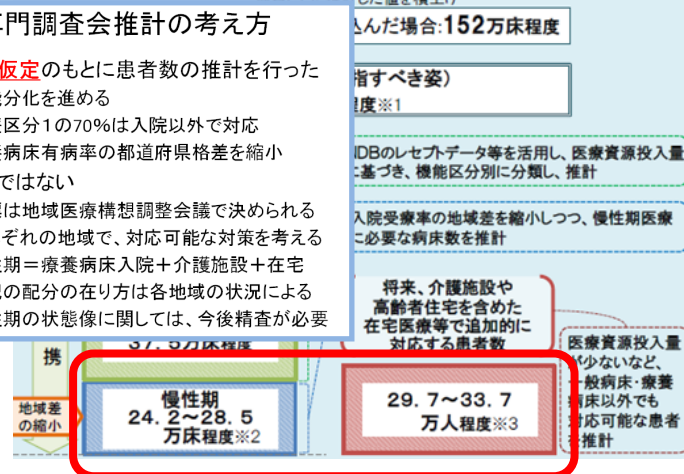 門調査会推計の考え方
仮定のもとに患者数の推計を行った
分化を進める
区分1の70%は入院以外で対応
病床有病率の都道府県格差を縮小
ではない
は地域医療構想調整会議で決められる
ぞれの地域で、対応可能な対策を考える
期＝療養病床入院＋介護施設＋在宅
の配分の在り方は各地域の状況による
期の状態像に関しては、今後精査が必要
した値を積上げ
込んだ場合:152万床程度
指すべき姿)
程度※1
NDBのレセプトデータ等を活用し、医療資源投入量
に基づき、機能区分別に分類し、推計
入院受療率の地域差を縮小しつつ、慢性期医療
に必要な病床数を推計
将来、介護施設や
高齢者住宅を含めた
在宅医療等で追加的に
対応する患者数
37.5万床程度
携
地域差
の縮小
慢性期
24.2～28.5
万床程度※2
29.7～33.7
万人程度※3
医療資源投入量
が少ないなど、
一般病床・療養
病床以外でも
対応可能な患者
を推計